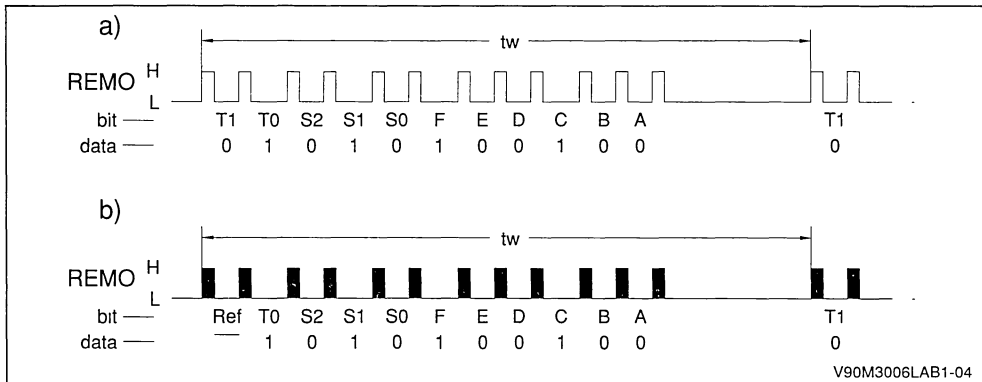 a)
tw
REMO H
L
bit — T1 T0 S2 S1 S0 F E D C B A T1
data — 0 1 0 1 0 1 0 0 1 0 0 0
b)
tw
REMO H
L
bit — Ref T0 S2 S1 S0 F E D C B A T1
data — — 1 0 1 0 1 0 0 1 0 0 0
V90M3006LAB1-04